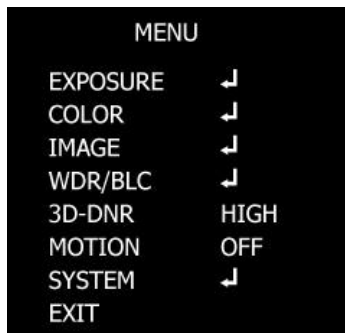 MENU
EXPOSURE ↲
COLOR ↲
IMAGE ↲
WDR/BLC ↲
3D-DNR HIGH
MOTION OFF
SYSTEM ↲
EXIT